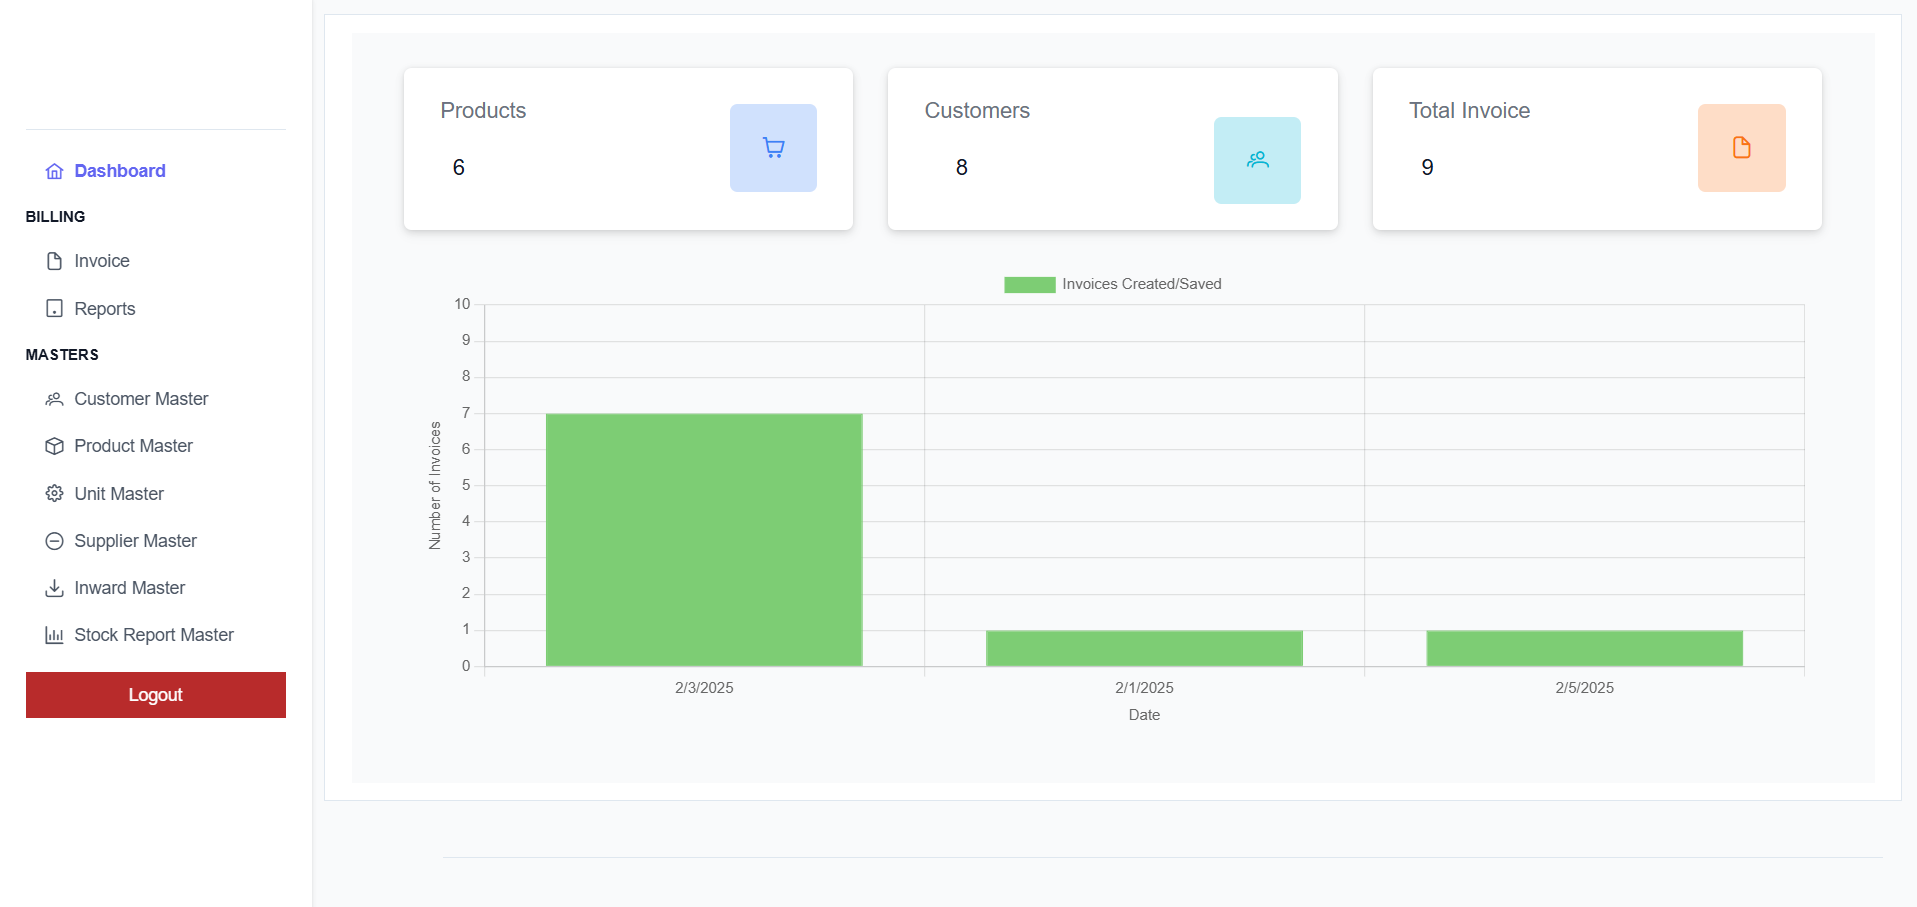 Dashboard
BILLING
Invoice
Reports
MASTERS
Customer Master
Product Master
Unit Master
Supplier Master
Inward Master
Stock Report Master
Logout
Products
6
Customers
8
Total Invoice
9
Invoices Created/Saved
Number of Invoices
10
9
8
7
6
5
4
3
2
1
0
2/3/2025
2/1/2025
2/5/2025
Date